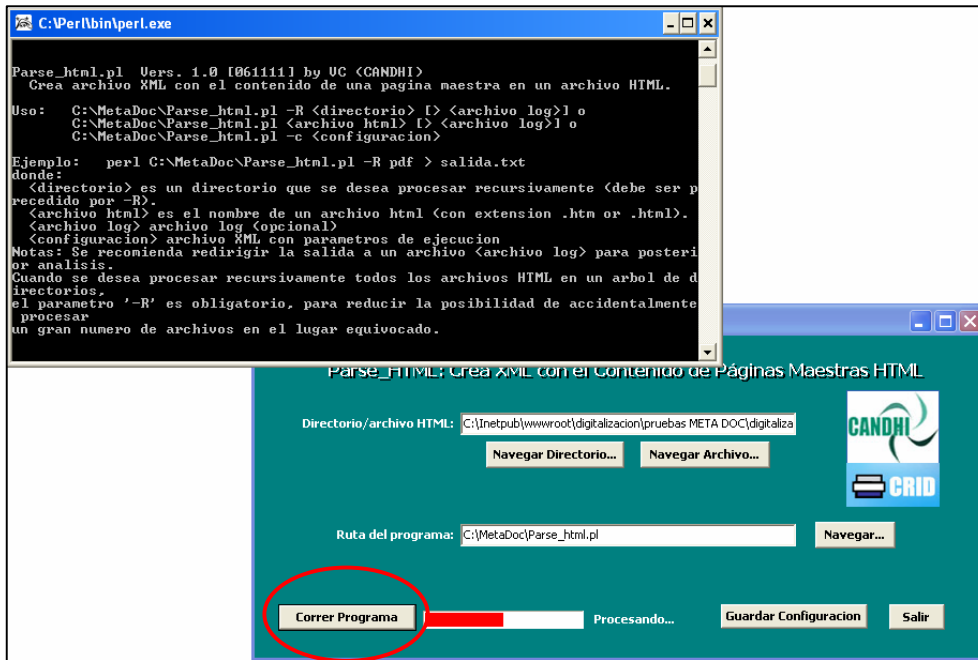 C:\Perl\bin\perl.exe
Parse_html.pl  Vers. 1.0 [061111] by VC <CANDHI>
Crea archivo XML con el contenido de una pagina maestra en un archivo HTML.
Uso:    C:\MetaDoc\Parse_html.pl -R <directorio> [> <archivo log>] o
C:\MetaDoc\Parse_html.pl <archivo html> [> <archivo log>] o
C:\MetaDoc\Parse_html.pl -c <configuracion>
Ejemplo:   perl C:\MetaDoc\Parse_html.pl -R pdf > salida.txt
donde:
<directorio> es un directorio que se desea procesar recursivamente (debe ser p
recedido por -R).
<archivo html> es el nombre de un archivo html (con extension .htm or .html).
<archivo log> archivo log (opcional)
<configuracion> archivo XML con parametros de ejecucion
Notas: Se recomienda redirigir la salida a un archivo <archivo log> para posteri
or analisis.
Cuando se desea procesar recursivamente todos los archivos HTML en un arbol de d
irectorios,
el parametro '-R' es obligatorio, para reducir la posibilidad de accidentalmente
procesar
un gran numero de archivos en el lugar equivocado.
Parse_HTML: Crea XML con el Contenido de Páginas Maestras HTML
Directorio/archivo HTML: C:\Inetpub\wwwroot\digitalizacion\pruebas META DOC\digitaliza
Navegar Directorio... Navegar Archivo...
CANDHI
CRID
Ruta del programa: C:\MetaDoc\Parse_html.pl Navegar...
Correr Programa Procesando... Guardar Configuracion Salir